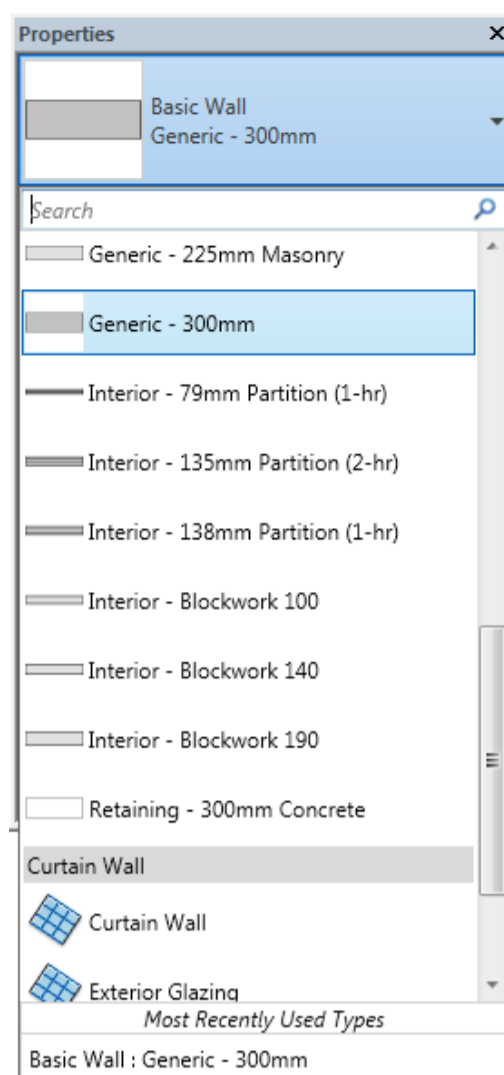 Properties
Basic Wall
Generic - 300mm
Search
Generic - 225mm Masonry
Generic - 300mm
Interior - 79mm Partition (1-hr)
Interior - 135mm Partition (2-hr)
Interior - 138mm Partition (1-hr)
Interior - Blockwork 100
Interior - Blockwork 140
Interior - Blockwork 190
Retaining - 300mm Concrete
Curtain Wall
Curtain Wall
Exterior Glazing
Most Recently Used Types
Basic Wall : Generic - 300mm